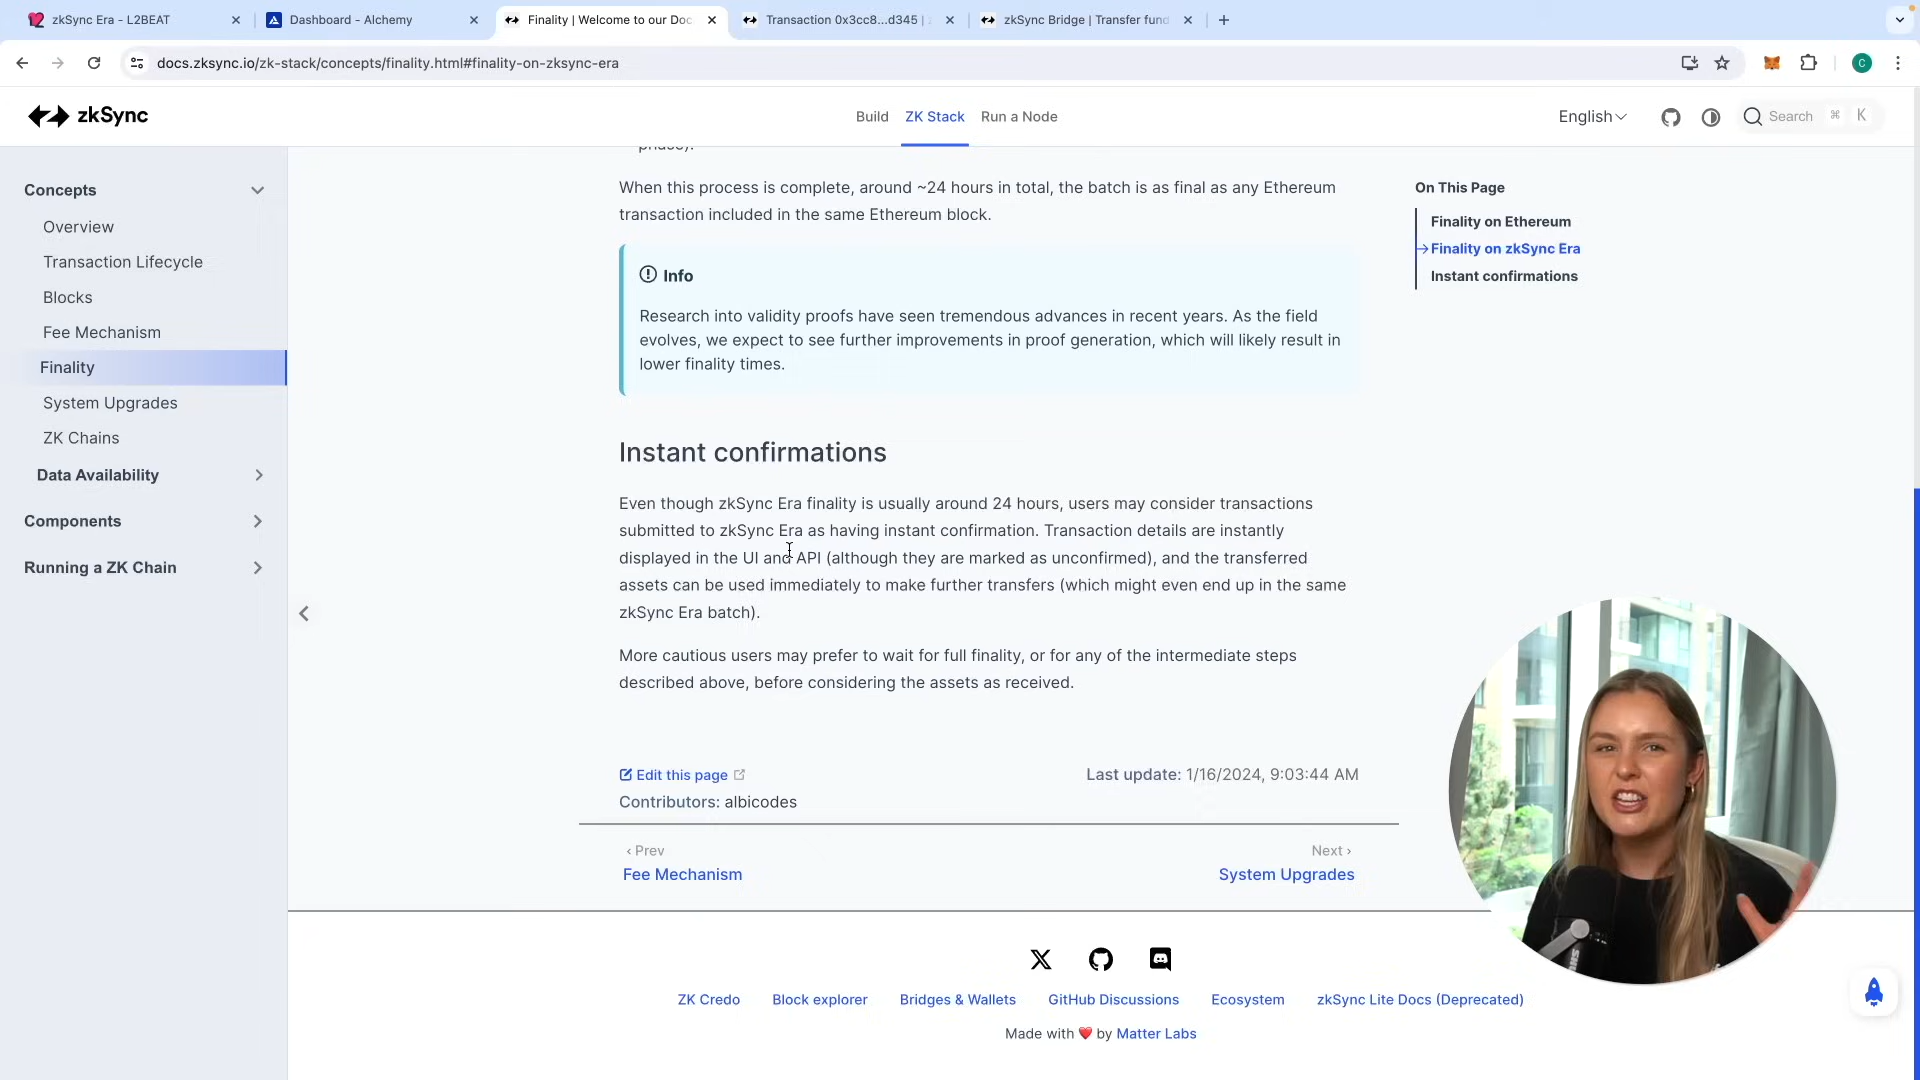 zkSync Era - L2BEAT
Dashboard - Alchemy
Finality | Welcome to our Doc
Transaction 0x3cc8...d345 |
zkSync Bridge | Transfer fund
docs.zksync.io/zk-stack/concepts/finality.html#finality-on-zksync-era
C
zkSync
Build
ZK Stack
Run a Node
English
Search
⌘ K
Concepts
Overview
Transaction Lifecycle
Blocks
Fee Mechanism
Finality
System Upgrades
ZK Chains
Data Availability
Components
Running a ZK Chain
phase).
When this process is complete, around ~24 hours in total, the batch is as final as any Ethereum
transaction included in the same Ethereum block.
Info
Research into validity proofs have seen tremendous advances in recent years. As the field
evolves, we expect to see further improvements in proof generation, which will likely result in
lower finality times.
Instant confirmations
Even though zkSync Era finality is usually around 24 hours, users may consider transactions
submitted to zkSync Era as having instant confirmation. Transaction details are instantly
displayed in the UI and API (although they are marked as unconfirmed), and the transferred
assets can be used immediately to make further transfers (which might even end up in the same
zkSync Era batch).
More cautious users may prefer to wait for full finality, or for any of the intermediate steps
described above, before considering the assets as received.
Edit this page
Last update: 1/16/2024, 9:03:44 AM
Contributors: albicodes
‹ Prev
Fee Mechanism
Next ›
System Upgrades
On This Page
Finality on Ethereum
→Finality on zkSync Era
Instant confirmations
ZK Credo
Block explorer
Bridges & Wallets
GitHub Discussions
Ecosystem
zkSync Lite Docs (Deprecated)
Made with ❤️ by Matter Labs